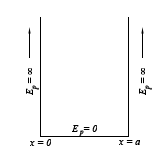 E_p = ∞
E_p = ∞
E_p = 0
x = 0
x = a